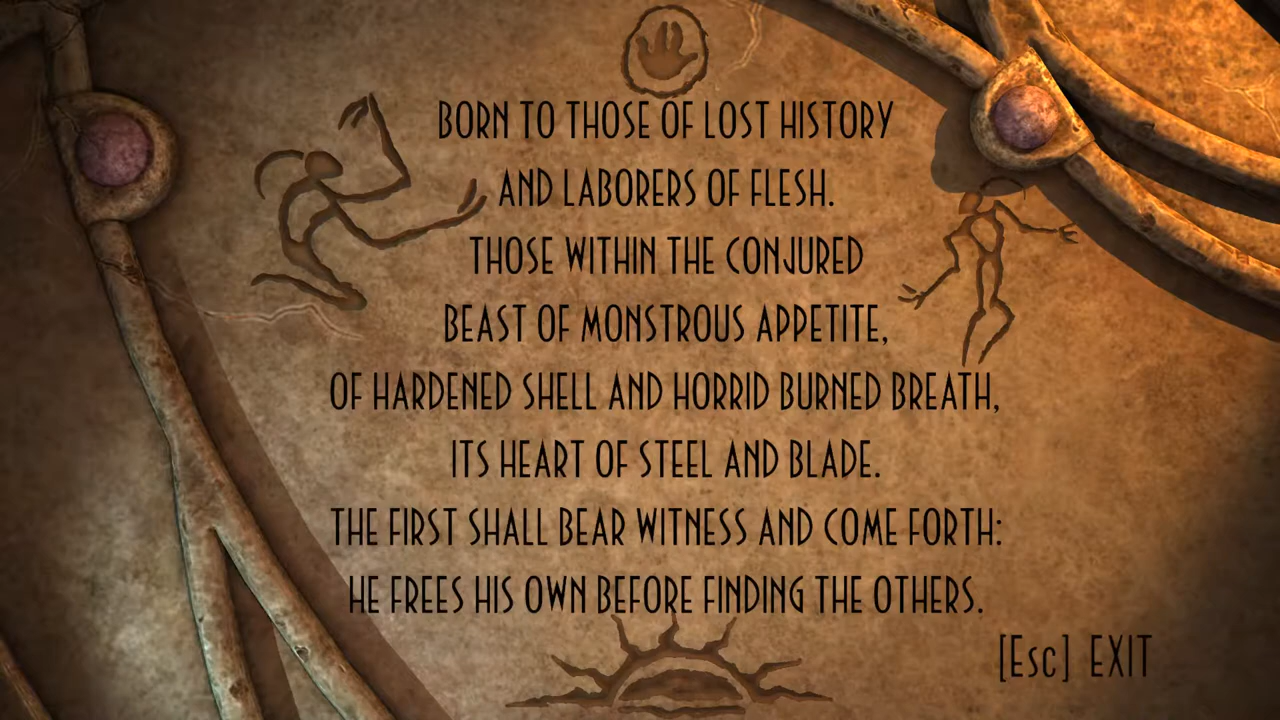 BORN TO THOSE OF LOST HISTORY
AND LABORERS OF FLESH.
THOSE WITHIN THE CONJURED
BEAST OF MONSTROUS APPETITE,
OF HARDENED SHELL AND HORRID BURNED BREATH,
ITS HEART OF STEEL AND BLADE.
THE FIRST SHALL BEAR WITNESS AND COME FORTH:
HE FREES HIS OWN BEFORE FINDING THE OTHERS.
[Esc] EXIT